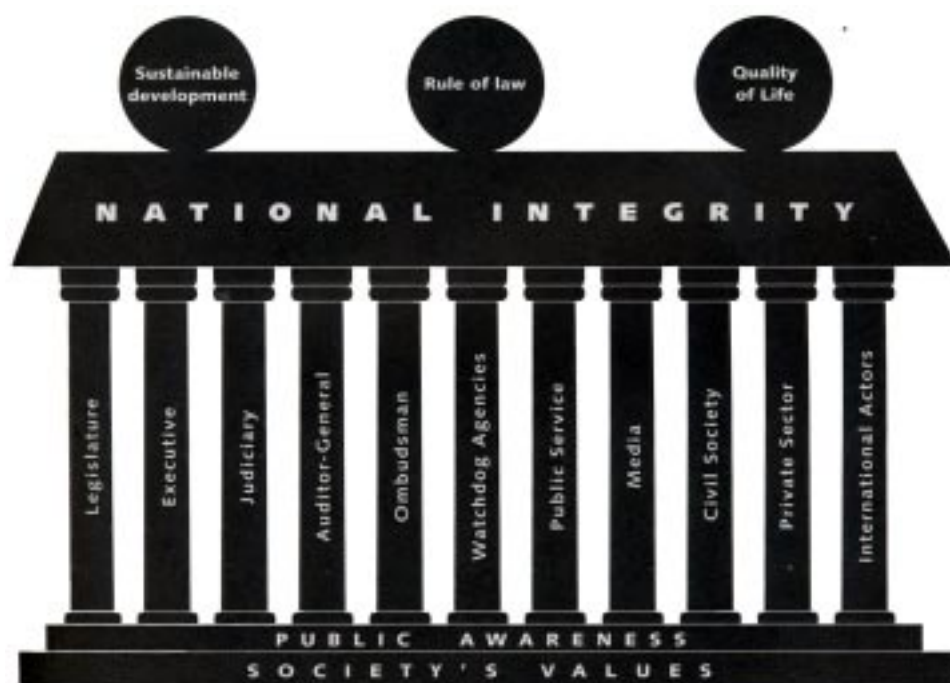 Sustainable
development
Rule of law
Quality
of Life
NATIONAL INTEGRITY
Legislature
Executive
Judiciary
Auditor-General
Ombudsman
Watchdog Agencies
Public Service
Media
Civil Society
Private Sector
International Actors
PUBLIC AWARENESS
SOCIETY'S VALUES